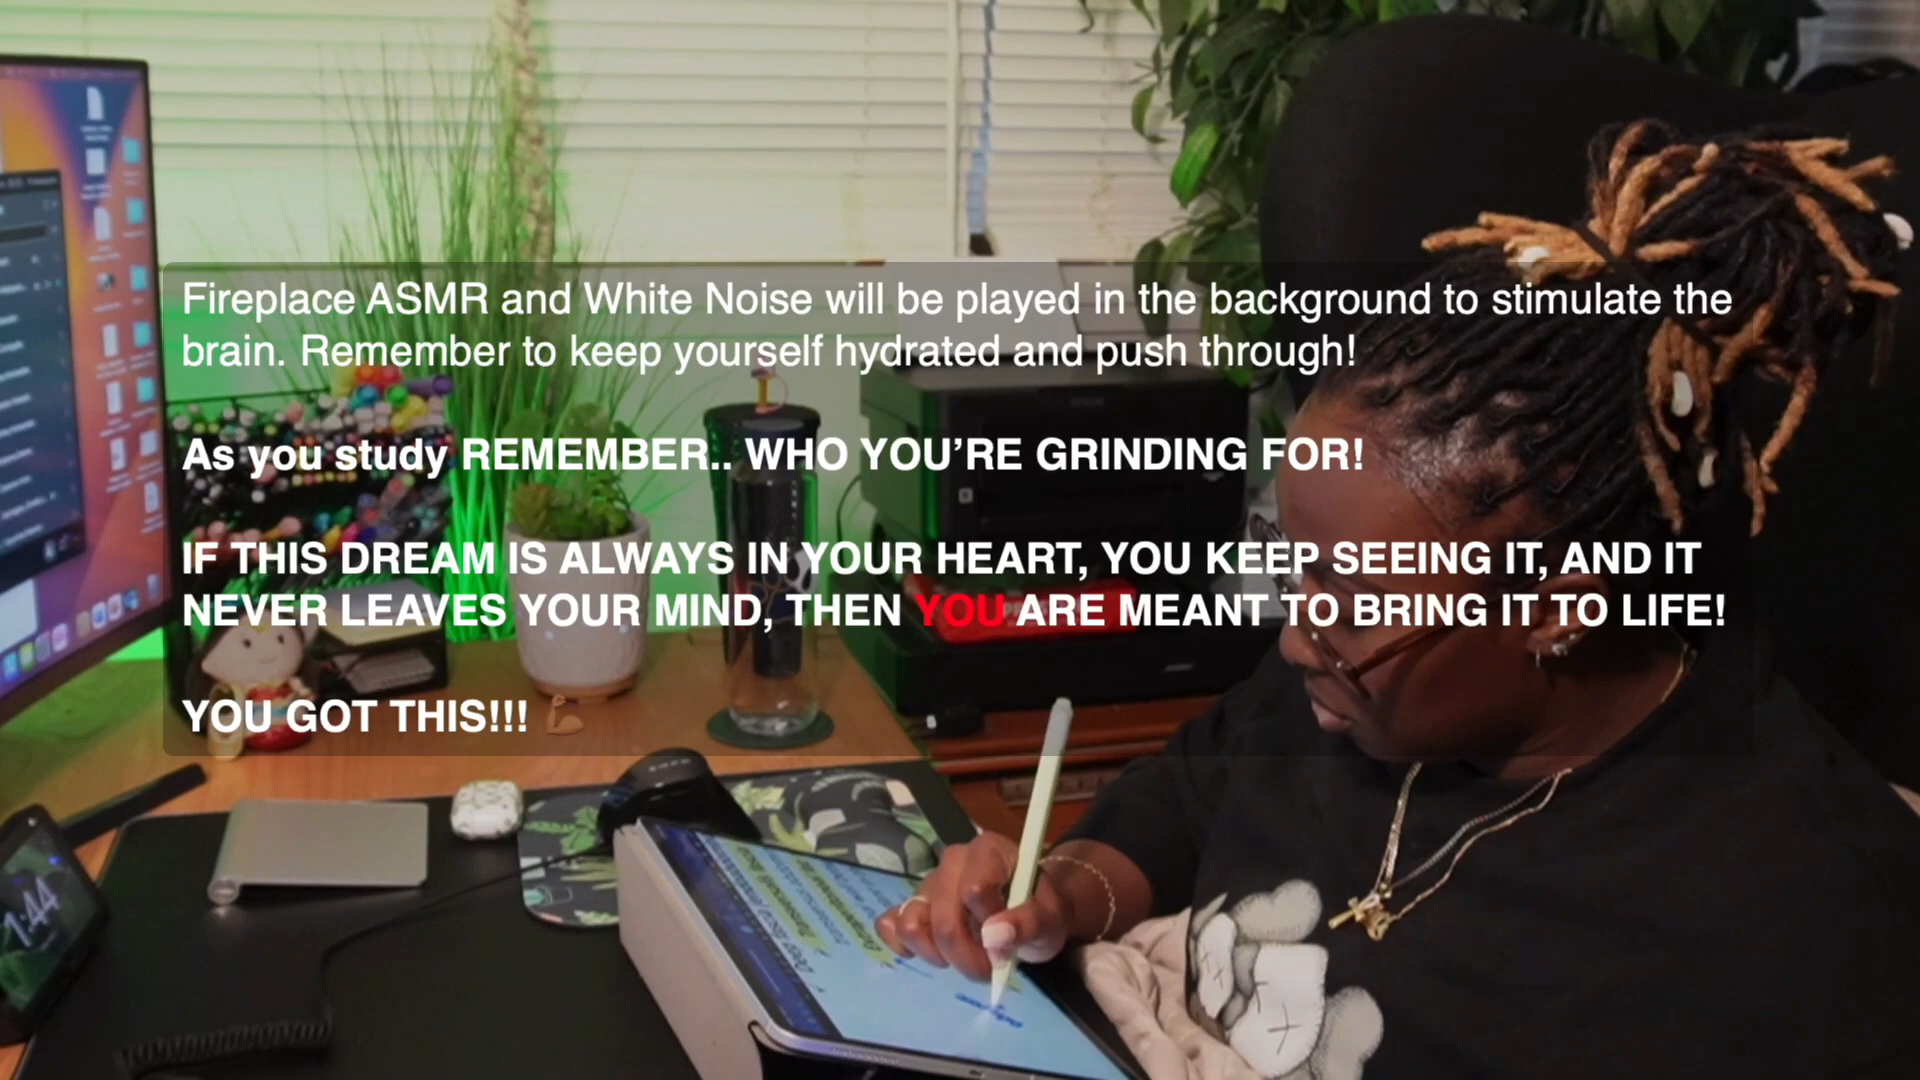 Fireplace ASMR and White Noise will be played in the background to stimulate the
brain. Remember to keep yourself hydrated and push through!
As you study REMEMBER.. WHO YOU’RE GRINDING FOR!
IF THIS DREAM IS ALWAYS IN YOUR HEART, YOU KEEP SEEING IT, AND IT
NEVER LEAVES YOUR MIND, THEN YOU ARE MEANT TO BRING IT TO LIFE!
YOU GOT THIS!!! 💪🏾
EPSON
1:44